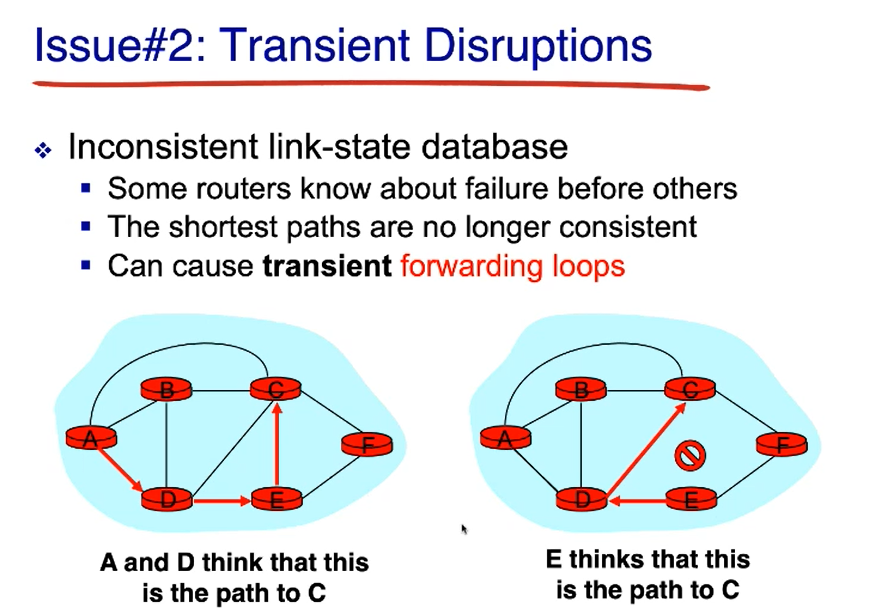 Issue#2: Transient Disruptions
Inconsistent link-state database
Some routers know about failure before others
The shortest paths are no longer consistent
Can cause transient forwarding loops
B
C
A
F
D
E
A and D think that this
is the path to C
B
C
A
F
D
E
E thinks that this
is the path to C